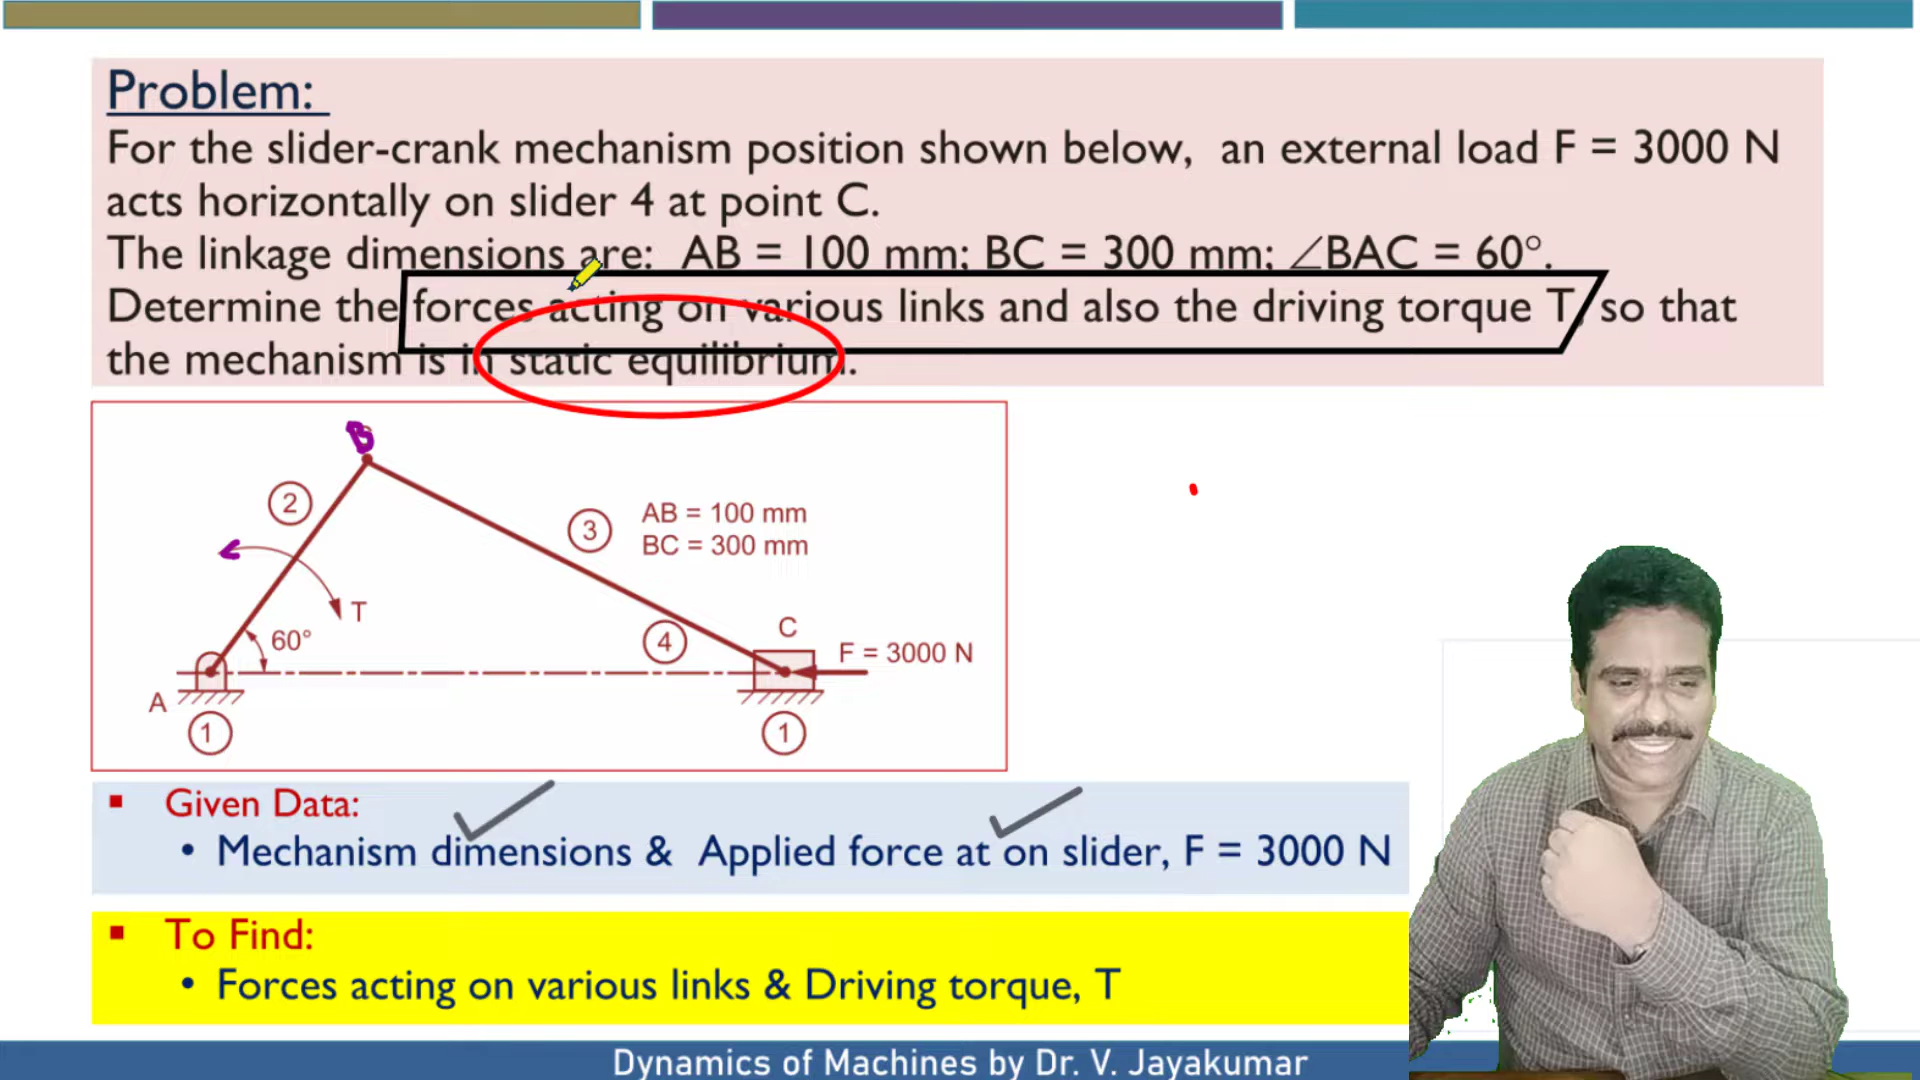 Problem:
For the slider-crank mechanism position shown below, an external load F = 3000 N
acts horizontally on slider 4 at point C.
The linkage dimensions are: AB = 100 mm; BC = 300 mm; ∠BAC = 60°.
Determine the forces acting on various links and also the driving torque T, so that
the mechanism is in static equilibrium.
B
2
3
AB = 100 mm
BC = 300 mm
T
60°
4
C
F = 3000 N
A
1
1
▪ Given Data:
• Mechanism dimensions & Applied force at on slider, F = 3000 N
▪ To Find:
• Forces acting on various links & Driving torque, T
Dynamics of Machines by Dr. V. Jayakumar